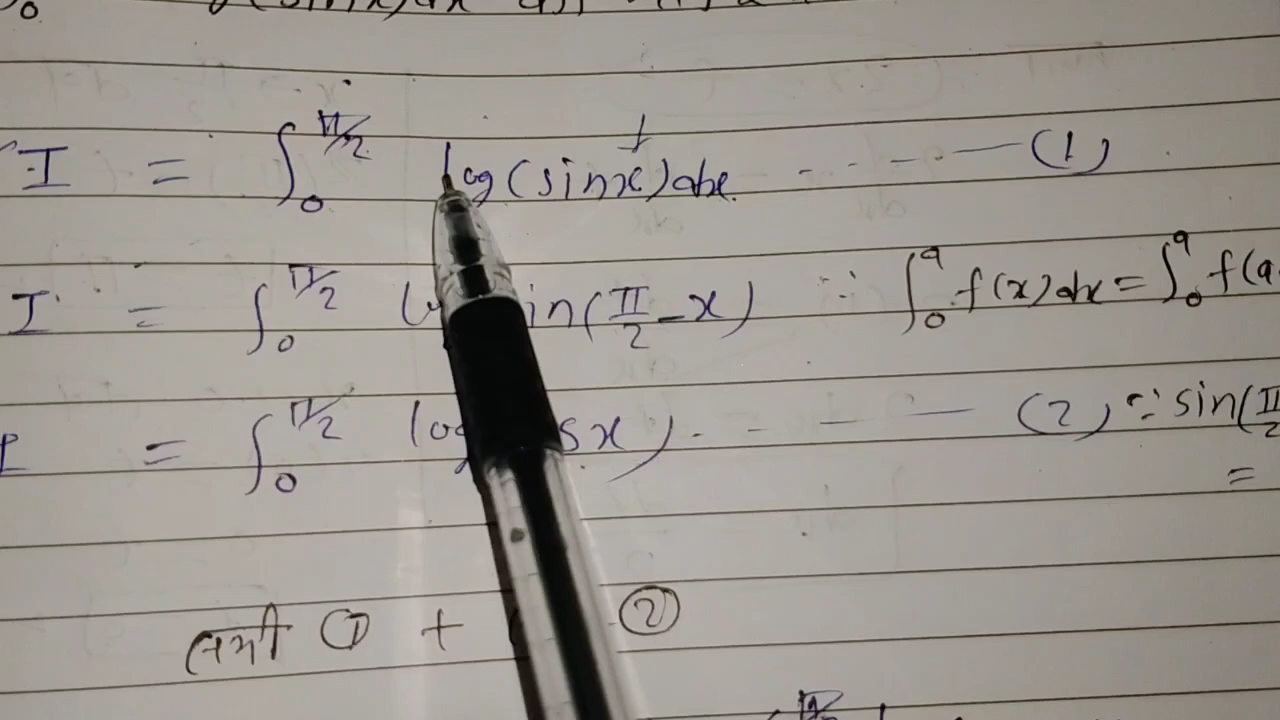 I = ∫₀^{π/2} log(sinx)dx. - - - — (1)
I = ∫₀^{π/2} in(π/2 - x) ∵ ∫₀^a f(x)dx = ∫₀^a f(a
I = ∫₀^{π/2} log sx) - - - — (2) ∵ sin(π/2
=
① + ②